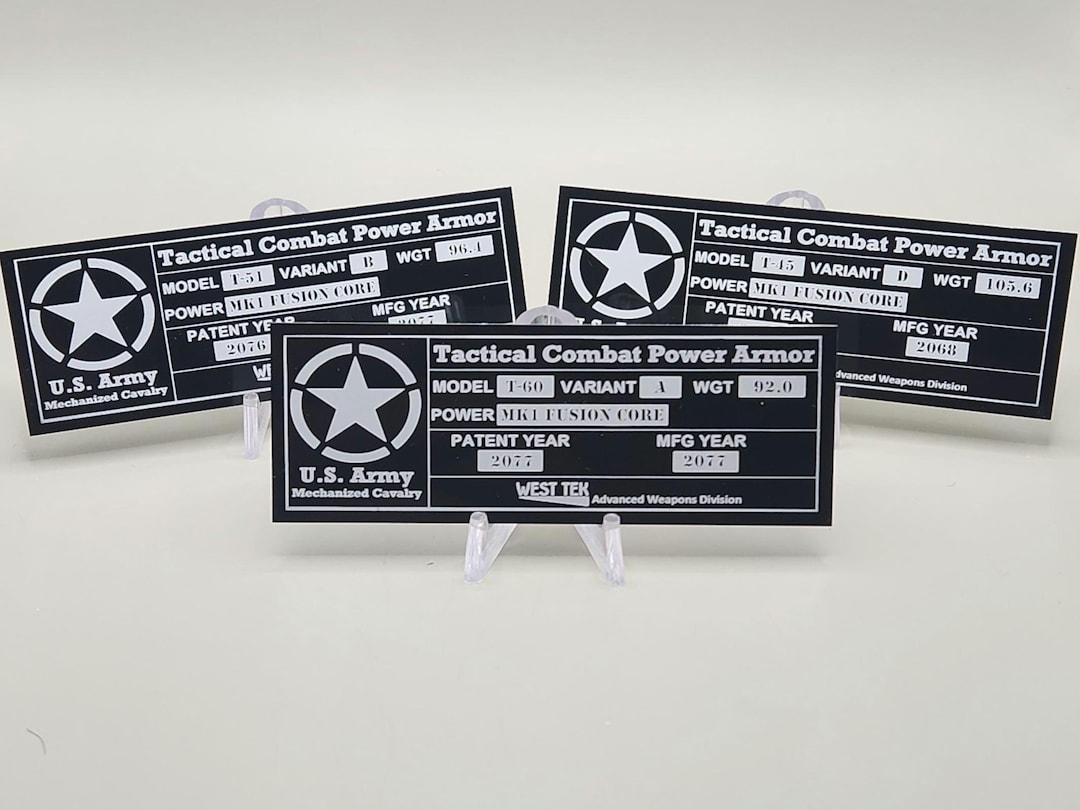 Tactical Combat Power Armor
MODEL T-51 VARIANT B WGT 96.4
POWER MK1 FUSION CORE
PATENT YEAR MFG YEAR
2076 2077
U.S. Army
Mechanized Cavalry
Tactical Combat Power Armor
MODEL T-45 VARIANT D WGT 105.6
POWER MK1 FUSION CORE
PATENT YEAR MFG YEAR
2068
Advanced Weapons Division
Tactical Combat Power Armor
MODEL T-60 VARIANT A WGT 92.0
POWER MK1 FUSION CORE
PATENT YEAR MFG YEAR
2077 2077
U.S. Army
Mechanized Cavalry
WEST TEK Advanced Weapons Division